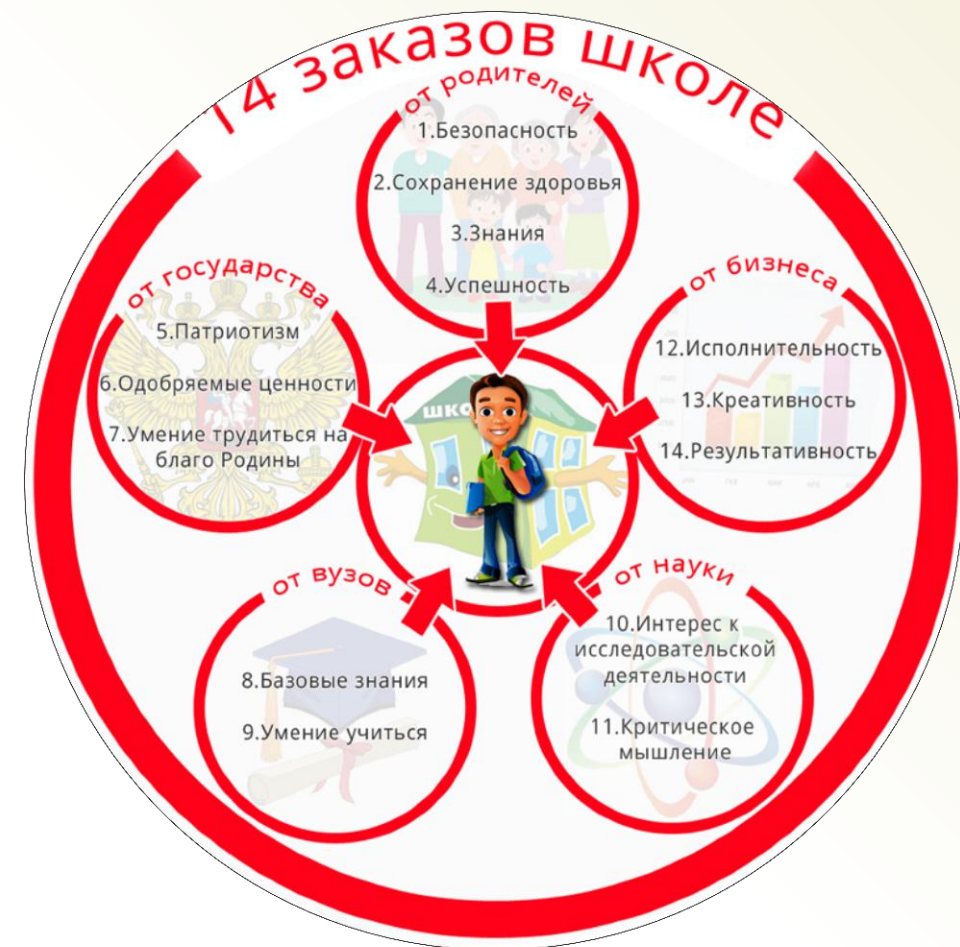 14 заказов школе
от родителей
1.Безопасность
2.Сохранение здоровья
3.Знания
4.Успешность
от государства
5.Патриотизм
6.Одобряемые ценности
7.Умение трудиться на
благо Родины
от вузов
8.Базовые знания
9.Умение учиться
от науки
10.Интерес к
исследовательской
деятельности
11.Критическое
мышление
от бизнеса
12.Исполнительность
13.Креативность
14.Результативность